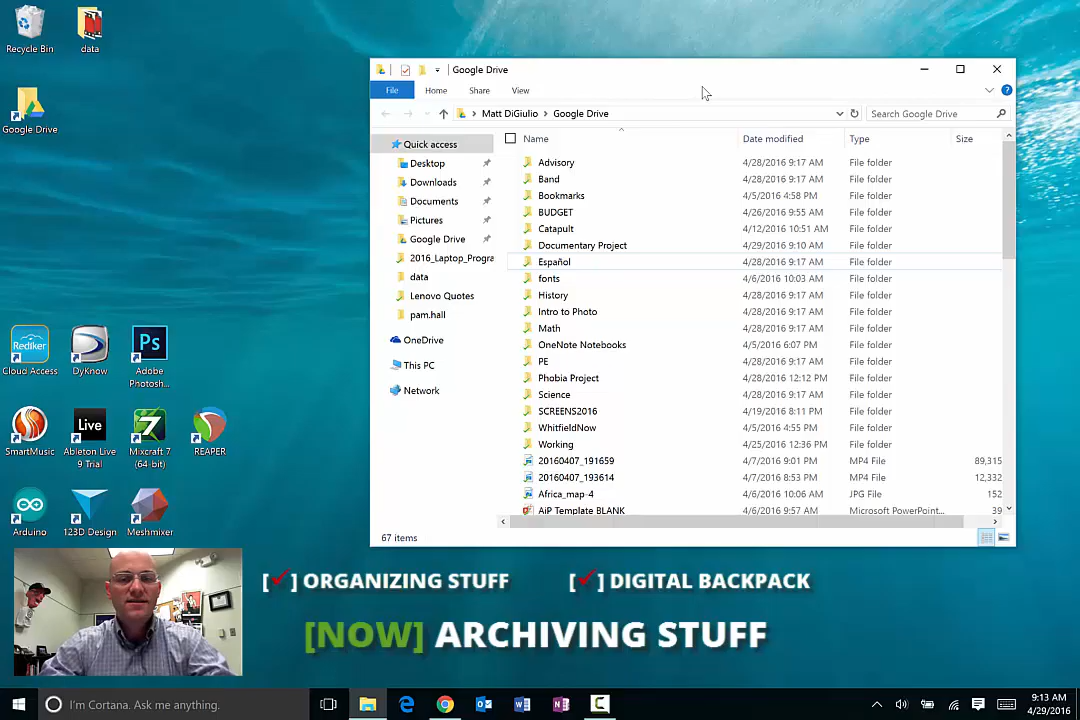 Recycle Bin
data
Google Drive
Cloud Access
DyKnow
Adobe Photosh...
SmartMusic
Ableton Live 9 Trial
Mixcraft 7 (64-bit)
REAPER
Arduino
123D Design
Meshmixer
Rediker
Ps
Live
7
Google Drive
File Home Share View
Matt DiGiulio > Google Drive
Search Google Drive
Quick access
Desktop
Downloads
Documents
Pictures
Google Drive
2016_Laptop_Progra
data
Lenovo Quotes
pam.hall
OneDrive
This PC
Network
Name Date modified Type Size
Advisory 4/28/2016 9:17 AM File folder
Band 4/28/2016 9:17 AM File folder
Bookmarks 4/5/2016 4:58 PM File folder
BUDGET 4/26/2016 9:55 AM File folder
Catapult 4/12/2016 10:51 AM File folder
Documentary Project 4/29/2016 9:10 AM File folder
Español 4/28/2016 9:17 AM File folder
fonts 4/6/2016 10:03 AM File folder
History 4/28/2016 9:17 AM File folder
Intro to Photo 4/28/2016 9:17 AM File folder
Math 4/28/2016 9:17 AM File folder
OneNote Notebooks 4/5/2016 6:07 PM File folder
PE 4/28/2016 9:17 AM File folder
Phobia Project 4/28/2016 12:12 PM File folder
Science 4/28/2016 9:17 AM File folder
SCREENS2016 4/19/2016 8:11 PM File folder
WhitfieldNow 4/5/2016 4:55 PM File folder
Working 4/25/2016 12:36 PM File folder
20160407_191659 4/7/2016 9:01 PM MP4 File 89,315
20160407_193614 4/7/2016 8:53 PM MP4 File 12,332
Africa_map-4 4/6/2016 10:06 AM JPG File 152
AiP Template BLANK 4/6/2016 9:57 AM Microsoft PowerPoint... 39
67 items
[✓] ORGANIZING STUFF [✓] DIGITAL BACKPACK
[NOW] ARCHIVING STUFF
I'm Cortana. Ask me anything.
9:13 AM
4/29/2016